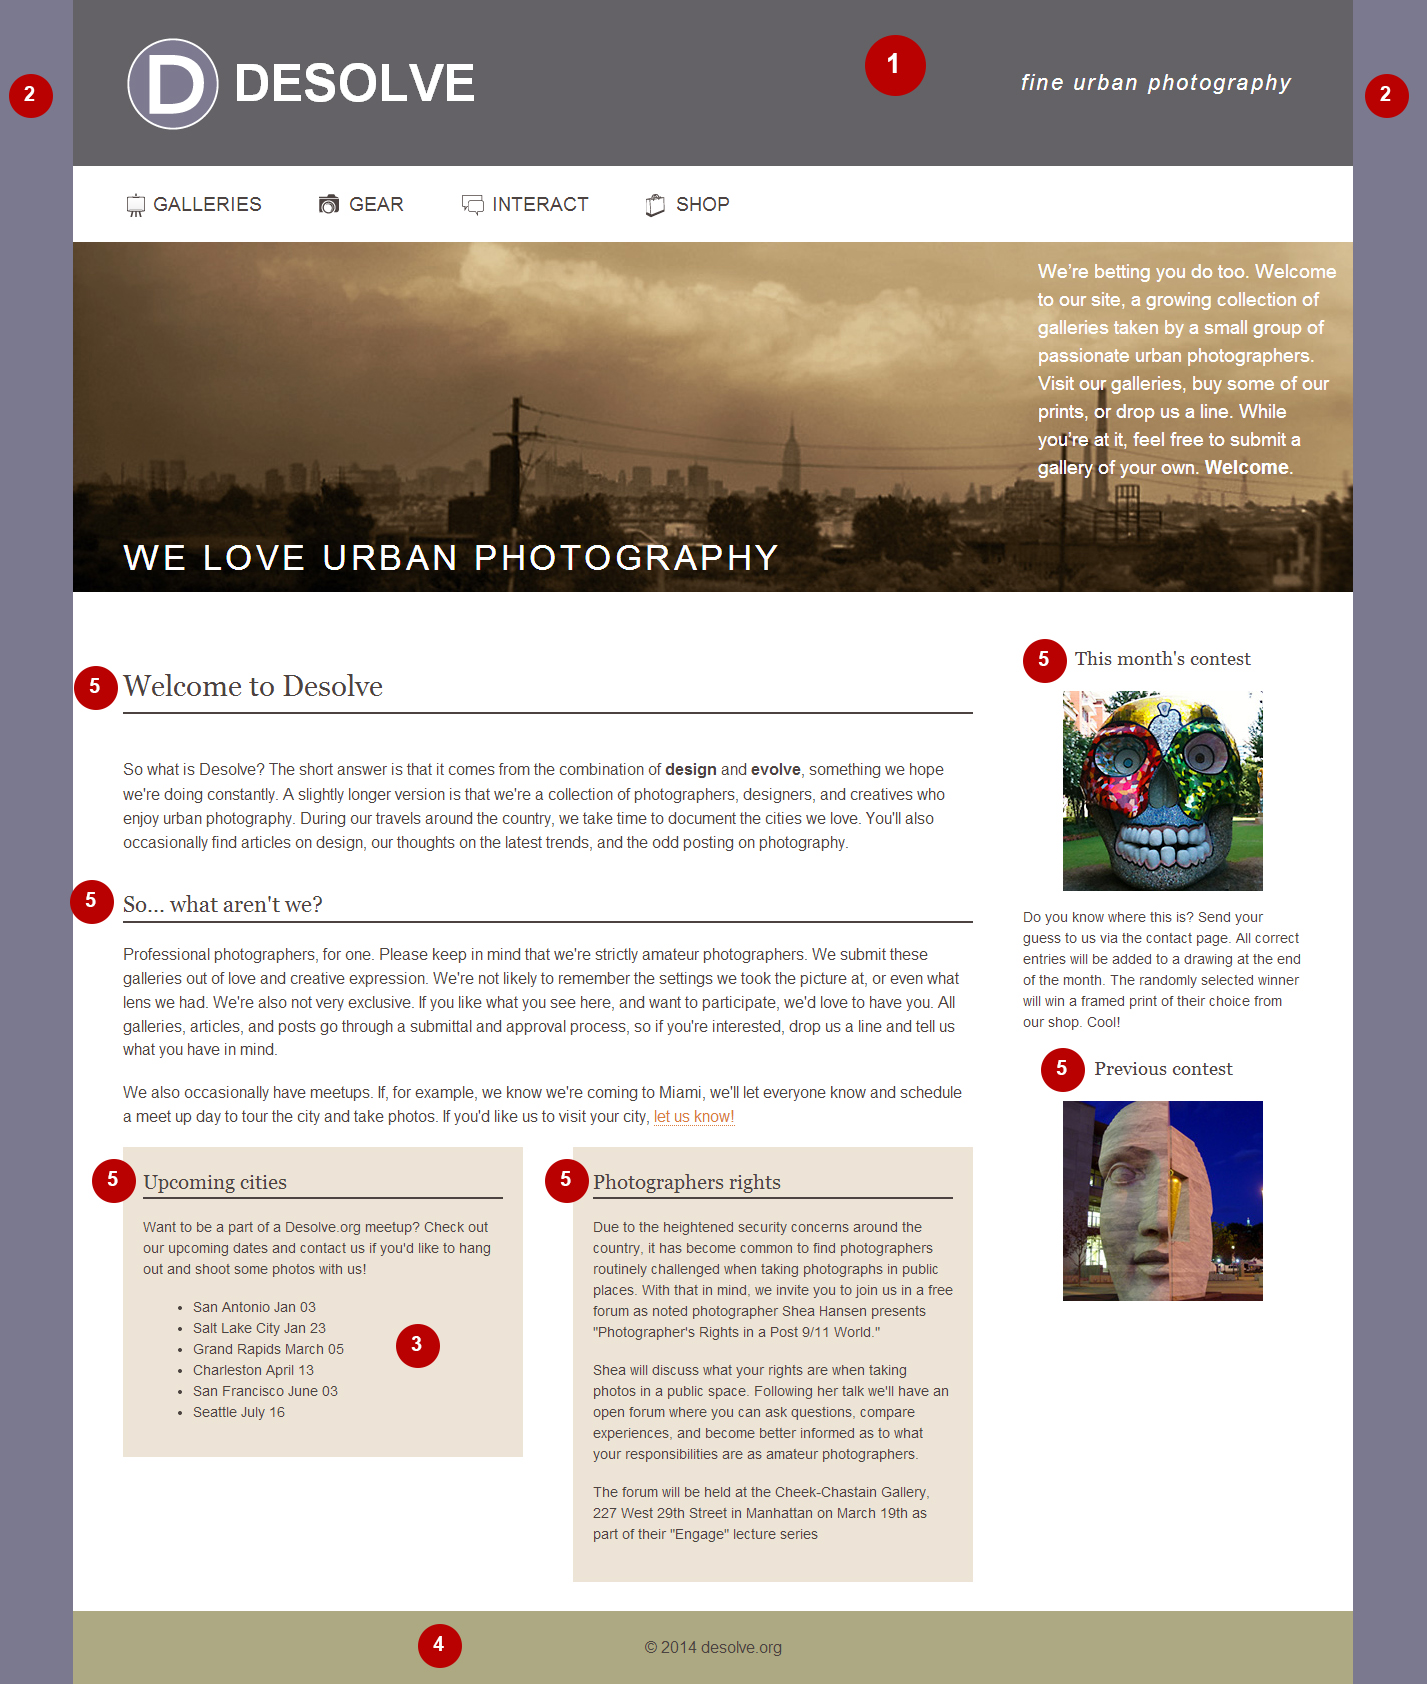 D DESOLVE
1
fine urban photography
2
2
GALLERIES
GEAR
INTERACT
SHOP
We're betting you do too. Welcome
to our site, a growing collection of
galleries taken by a small group of
passionate urban photographers.
Visit our galleries, buy some of our
prints, or drop us a line. While
you're at it, feel free to submit a
gallery of your own. Welcome.
WE LOVE URBAN PHOTOGRAPHY
5
Welcome to Desolve
So what is Desolve? The short answer is that it comes from the combination of design and evolve, something we hope
we're doing constantly. A slightly longer version is that we're a collection of photographers, designers, and creatives who
enjoy urban photography. During our travels around the country, we take time to document the cities we love. You'll also
occasionally find articles on design, our thoughts on the latest trends, and the odd posting on photography.
5
So... what aren't we?
Professional photographers, for one. Please keep in mind that we're strictly amateur photographers. We submit these
galleries out of love and creative expression. We're not likely to remember the settings we took the picture at, or even what
lens we had. We're also not very exclusive. If you like what you see here, and want to participate, we'd love to have you. All
galleries, articles, and posts go through a submittal and approval process, so if you're interested, drop us a line and tell us
what you have in mind.
We also occasionally have meetups. If, for example, we know we're coming to Miami, we'll let everyone know and schedule
a meet up day to tour the city and take photos. If you'd like us to visit your city, let us know!
5
Upcoming cities
Want to be a part of a Desolve.org meetup? Check out
our upcoming dates and contact us if you'd like to hang
out and shoot some photos with us!
• San Antonio Jan 03
• Salt Lake City Jan 23
• Grand Rapids March 05
• Charleston April 13
• San Francisco June 03
• Seattle July 16
3
5
Photographers rights
Due to the heightened security concerns around the
country, it has become common to find photographers
routinely challenged when taking photographs in public
places. With that in mind, we invite you to join us in a free
forum as noted photographer Shea Hansen presents
"Photographer's Rights in a Post 9/11 World."
Shea will discuss what your rights are when taking
photos in a public space. Following her talk we'll have an
open forum where you can ask questions, compare
experiences, and become better informed as to what
your responsibilities are as amateur photographers.
The forum will be held at the Cheek-Chastain Gallery,
227 West 29th Street in Manhattan on March 19th as
part of their "Engage" lecture series
5
This month's contest
Do you know where this is? Send your
guess to us via the contact page. All correct
entries will be added to a drawing at the end
of the month. The randomly selected winner
will win a framed print of their choice from
our shop. Cool!
5
Previous contest
4
© 2014 desolve.org